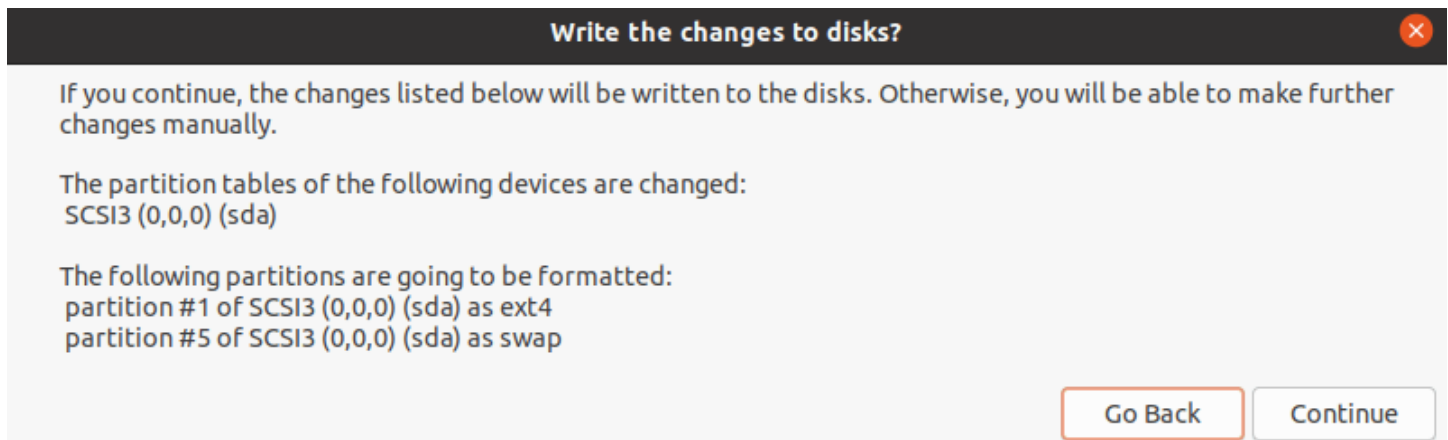 Write the changes to disks?
If you continue, the changes listed below will be written to the disks. Otherwise, you will be able to make further
changes manually.
The partition tables of the following devices are changed:
SCSI3 (0,0,0) (sda)
The following partitions are going to be formatted:
partition #1 of SCSI3 (0,0,0) (sda) as ext4
partition #5 of SCSI3 (0,0,0) (sda) as swap
Go Back Continue